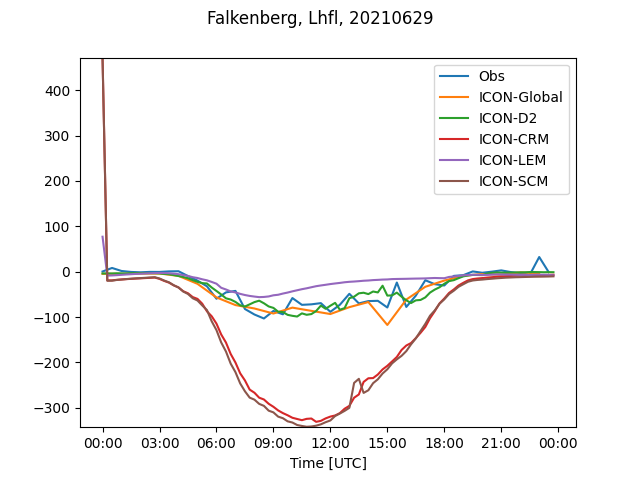 Falkenberg, Lhfl, 20210629
Obs
ICON-Global
ICON-D2
ICON-CRM
ICON-LEM
ICON-SCM
400
300
200
100
0
−100
−200
−300
00:00 03:00 06:00 09:00 12:00 15:00 18:00 21:00 00:00
Time [UTC]